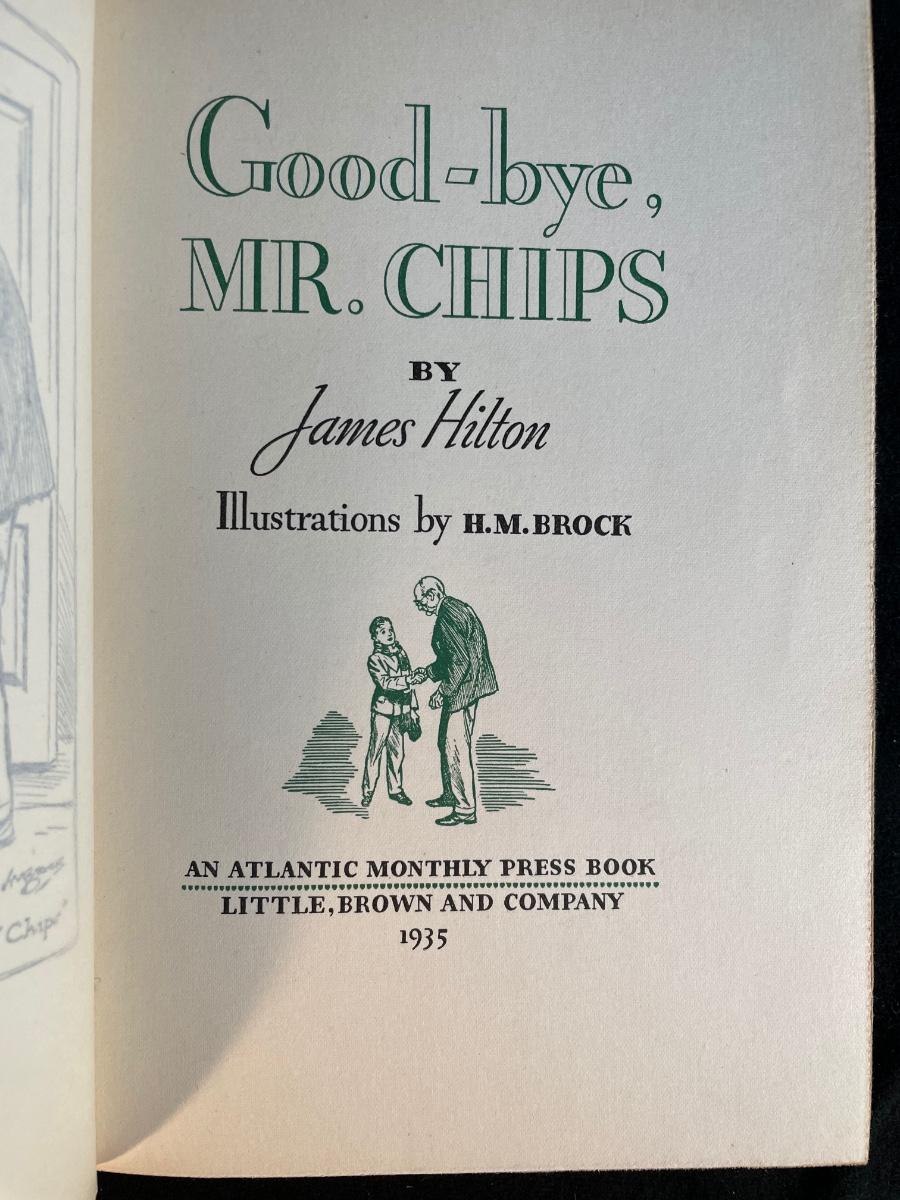 Good-bye,
MR. CHIPS
BY
James Hilton
Illustrations by H.M.BROCK
AN ATLANTIC MONTHLY PRESS BOOK
LITTLE, BROWN AND COMPANY
1935
Chips"